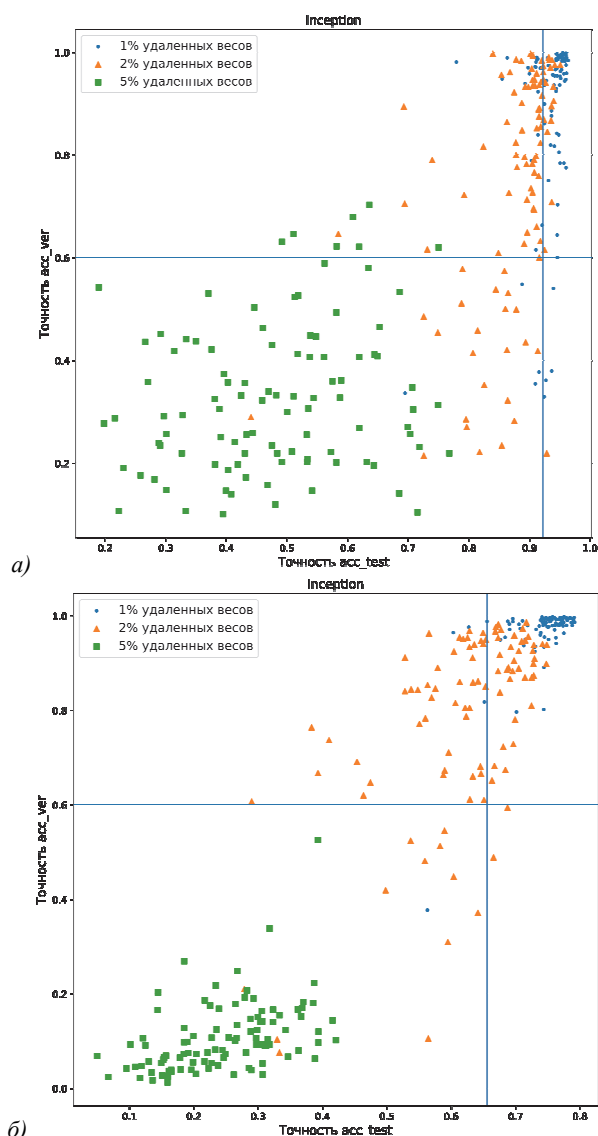 Inception
1% удаленных весов
2% удаленных весов
5% удаленных весов
Точность acc_ver
1.0
0.8
0.6
0.4
0.2
0.2
0.3
0.4
0.5
0.6
0.7
0.8
0.9
1.0
Точность acc_test
а)
Inception
1% удаленных весов
2% удаленных весов
5% удаленных весов
Точность acc_ver
1.0
0.8
0.6
0.4
0.2
0.0
0.1
0.2
0.3
0.4
0.5
0.6
0.7
0.8
Точность acc test
б)